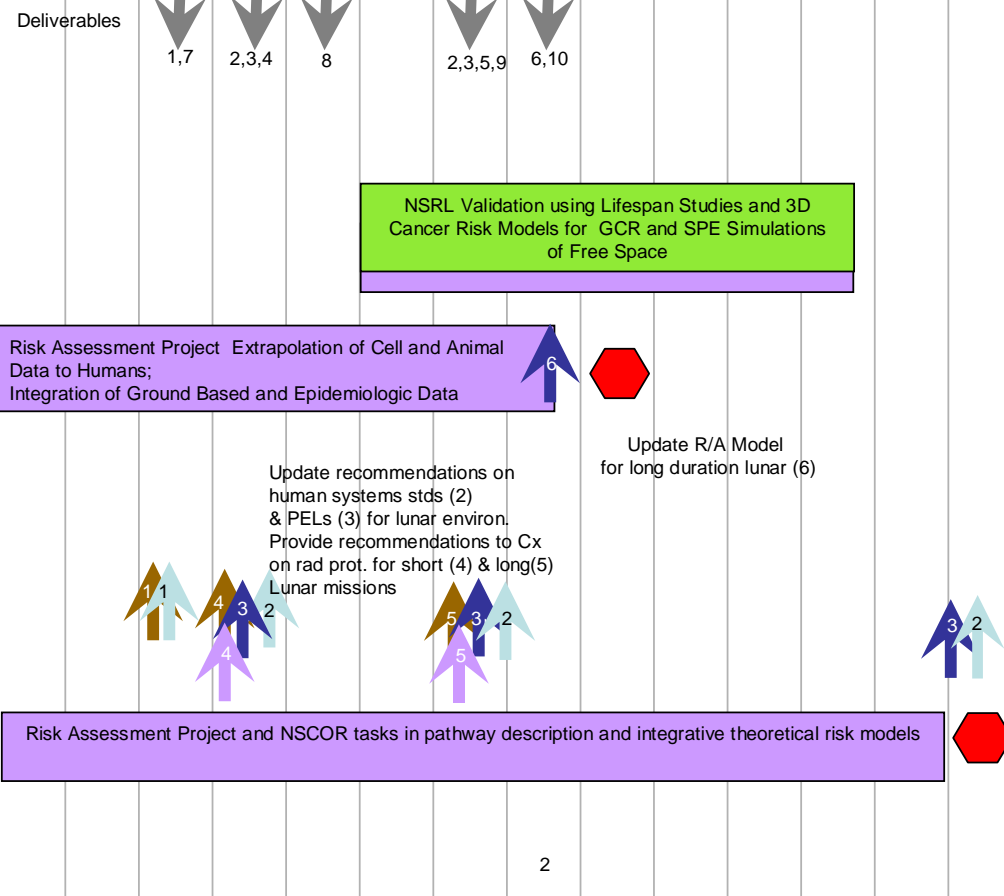 Deliverables
1,7
2,3,4
8
2,3,5,9
6,10
NSRL Validation using Lifespan Studies and 3D
Cancer Risk Models for GCR and SPE Simulations
of Free Space
Risk Assessment Project Extrapolation of Cell and Animal
Data to Humans;
Integration of Ground Based and Epidemiologic Data
6
Update R/A Model
for long duration lunar (6)
Update recommendations on
human systems stds (2)
& PELs (3) for lunar environ.
Provide recommendations to Cx
on rad prot. for short (4) & long(5)
Lunar missions
1
1
4
3
2
4
5
3
2
5
3
2
Risk Assessment Project and NSCOR tasks in pathway description and integrative theoretical risk models
2